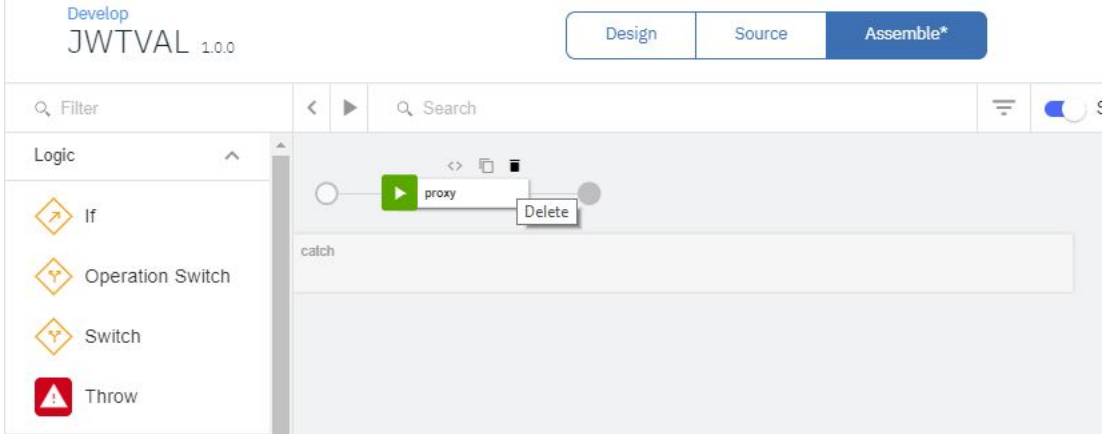 Develop
JWTVAL 1.0.0
Design Source Assemble*
Filter
Search
S
Logic
If
Operation Switch
Switch
Throw
proxy
Delete
catch